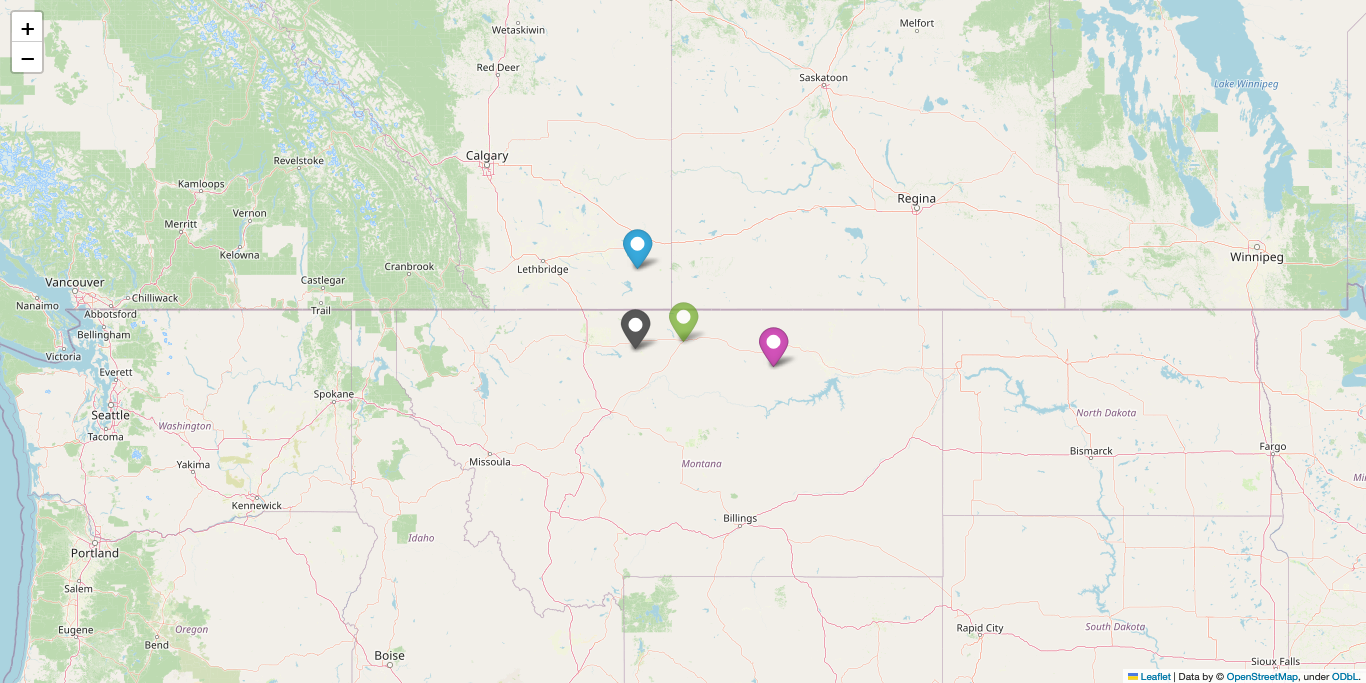 +
−
Wetaskiwin
Melfort
Red Deer
Saskatoon
Lake Winnipeg
Calgary
Revelstoke
Kamloops
Regina
Vernon
Merritt
Kelowna
Winnipeg
Cranbrook
Lethbridge
Castlegar
Vancouver
Chilliwack
Nanaimo
Trail
Abbotsford
Bellingham
Victoria
Everett
Spokane
Seattle
North Dakota
Washington
Tacoma
Fargo
Bismarck
Missoula
Montana
Yakima
Kennewick
Billings
Idaho
Portland
Salem
Eugene
Oregon
Rapid City
South Dakota
Bend
Boise
Sioux Falls
Leaflet | Data by © OpenStreetMap, under ODbL.